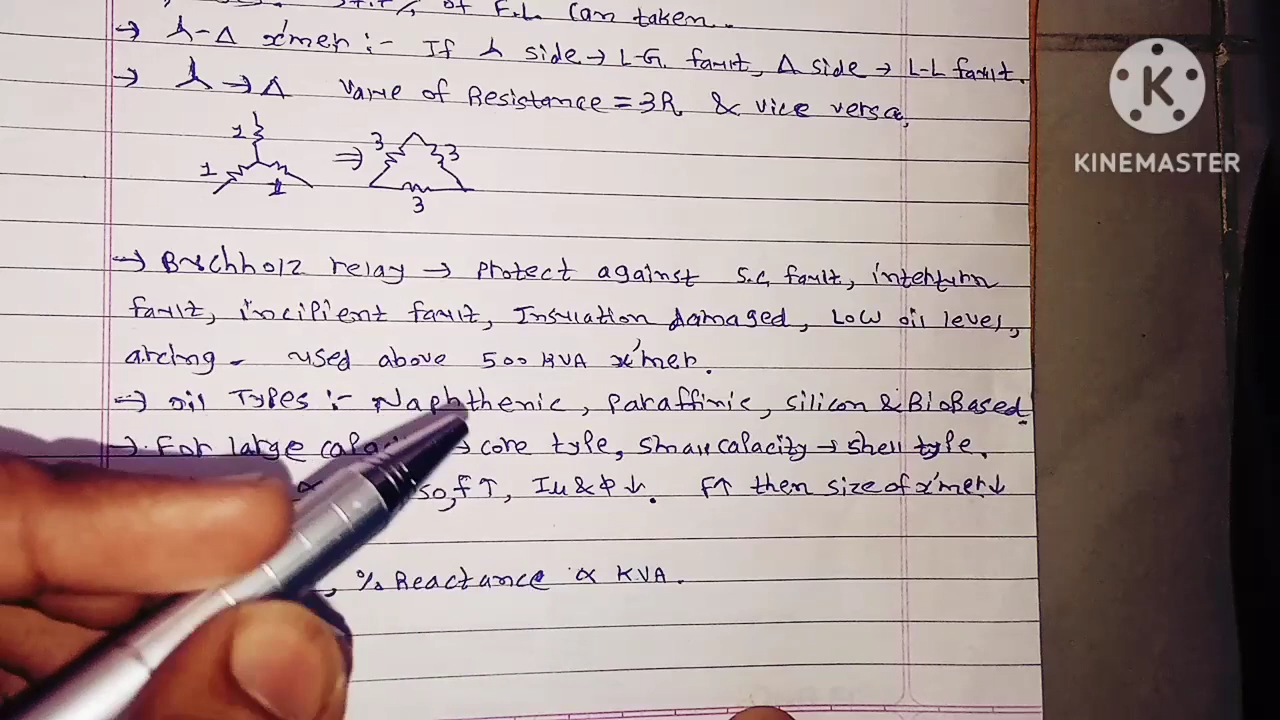 of F.L. can taken.
→ Y-Δ x'mer :- If Y side → L-G. fault, Δ side → L-L fault.
→ Y → Δ Value of Resistance = 3R & vice versa,
1 1 1 ⇒ 3 3 3
→ Buchholz relay → Protect against S.C. fault, interturn
fault, incipient fault, Insulation damaged, Low oil level,
arcing - used above 500 KVA x'mer.
→ Oil Types :- Naphthenic, Paraffinic, Silicon & BioBased.
→ For large → core type, small capacity → shell type.
so, f ↑, Iu & Φ ↓. F↑ then size of x'mer ↓
, % Reactance ∝ KVA.
K
KINEMASTER